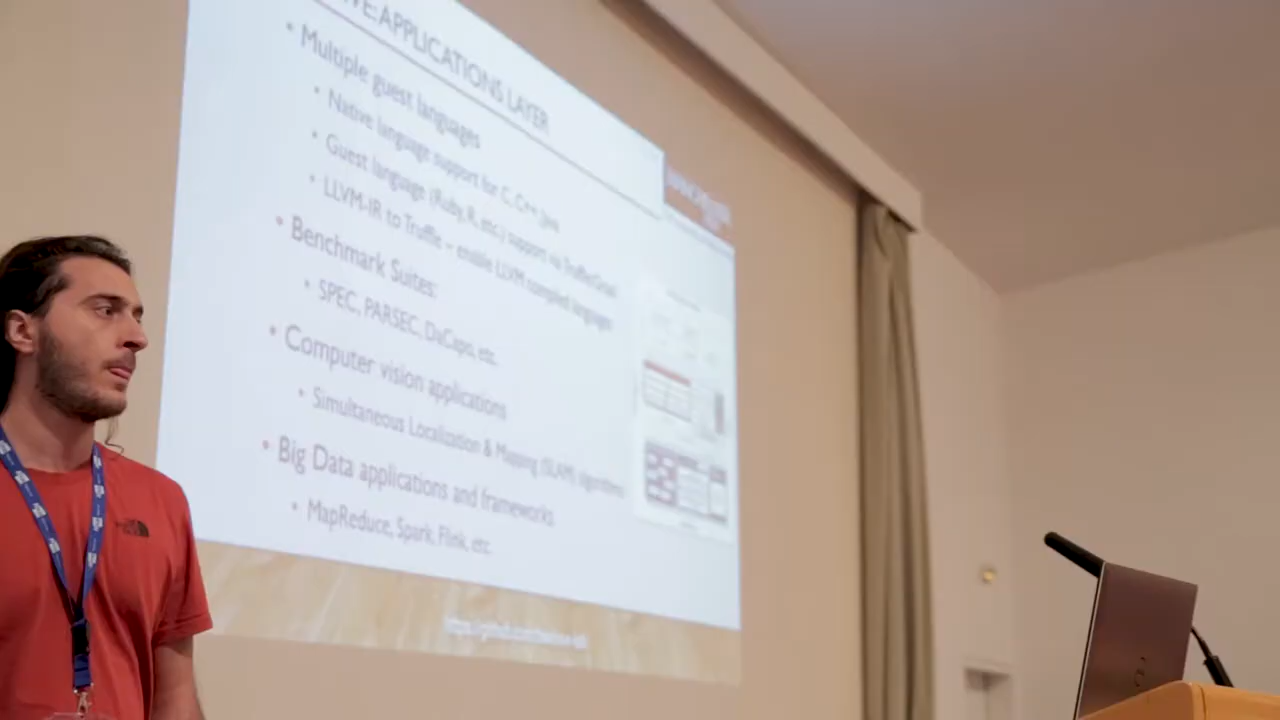 APPLICATIONS LAYER
• Multiple guest languages
• Native language support for C, C++, Java
• Guest language (Ruby, R, etc.) support via Truffle/Graal
• LLVM-IR to Truffle – enable LLVM compiled languages
• Benchmark Suites:
• SPEC, PARSEC, DaCapo, etc.
• Computer vision applications
• Simultaneous Localization & Mapping (SLAM) algorithms
• Big Data applications and frameworks
• MapReduce, Spark, Flink, etc.